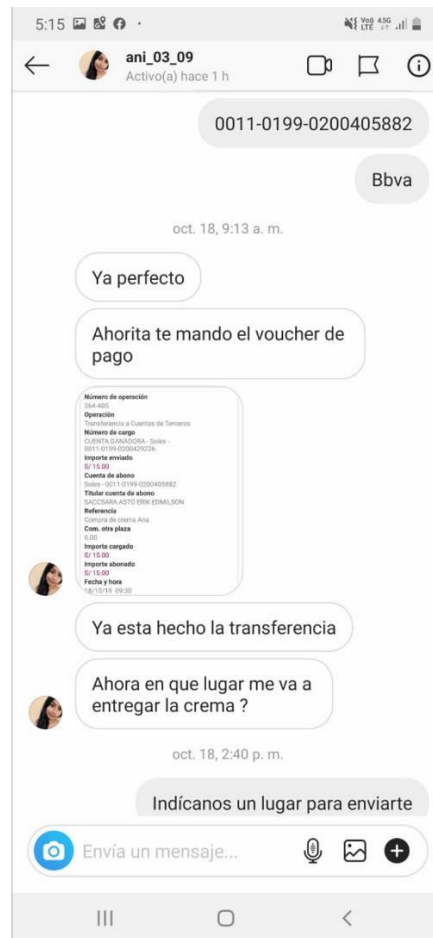 5:15
Vo)) 4.5G
LTE
ani_03_09
Activo(a) hace 1 h
0011-0199-0200405882
Bbva
oct. 18, 9:13 a. m.
Ya perfecto
Ahorita te mando el voucher de
pago
Número de operación
364-485
Operación
Transferencia a Cuentas de Terceros
Número de cargo
CUENTA GANADORA - Soles -
0011-0199-0200429226
Importe enviado
S/ 15.00
Cuenta de abono
Soles - 0011-0199-0200405882
Titular cuenta de abono
SACCSARA ASTO ERIK EDMILSON
Referencia
Compra de crema Ana
Com. otra plaza
0.00
Importe cargado
S/ 15.00
Importe abonado
S/ 15.00
Fecha y hora
18/10/19 09:30
Ya esta hecho la transferencia
Ahora en que lugar me va a
entregar la crema ?
oct. 18, 2:40 p. m.
Indícanos un lugar para enviarte
Envía un mensaje...